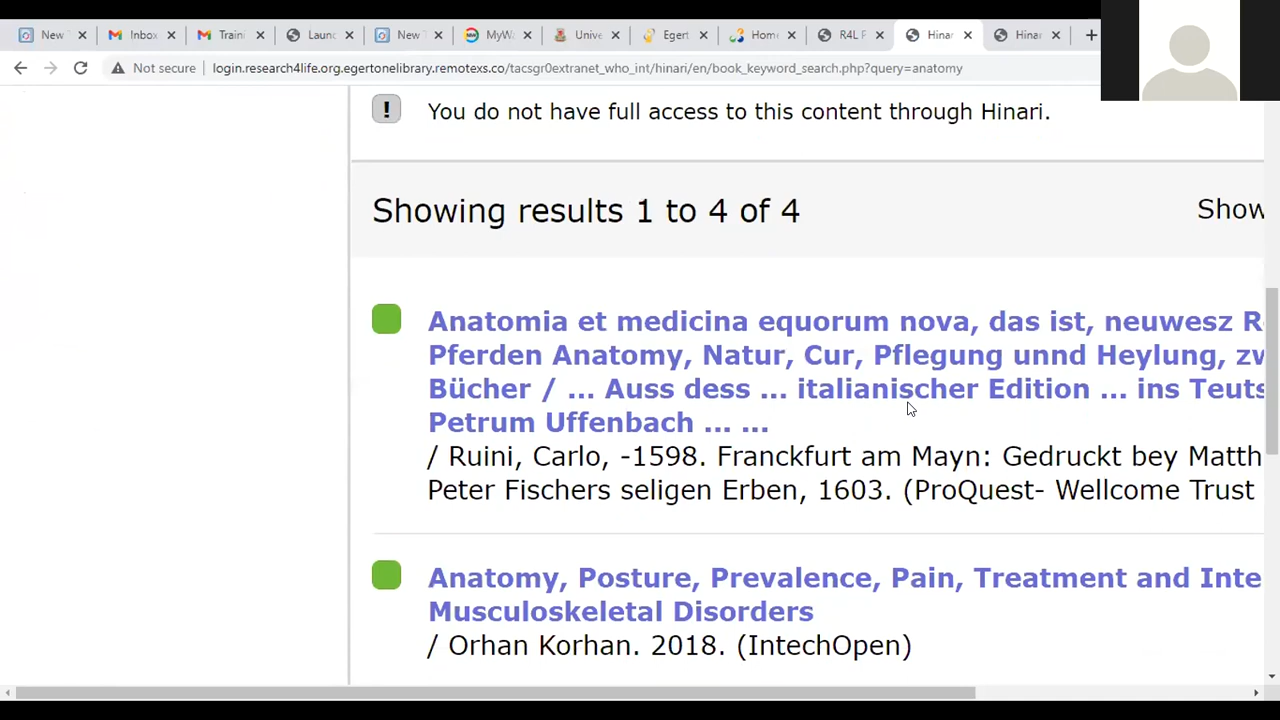 New
Inbox
Traini
Launc
New T
MyWa
Unive
Egert
Home
R4L P
Hinar
Hinar
Not secure
login.research4life.org.egertonelibrary.remotexs.co/tacsgr0extranet_who_int/hinari/en/book_keyword_search.php?query=anatomy
! You do not have full access to this content through Hinari.
Showing results 1 to 4 of 4
Show
Anatomia et medicina equorum nova, das ist, neuwesz R
Pferden Anatomy, Natur, Cur, Pflegung unnd Heylung, zw
Bücher / ... Auss dess ... italianischer Edition ... ins Teuts
Petrum Uffenbach ... ...
/ Ruini, Carlo, -1598. Franckfurt am Mayn: Gedruckt bey Matth
Peter Fischers seligen Erben, 1603. (ProQuest- Wellcome Trust
Anatomy, Posture, Prevalence, Pain, Treatment and Inte
Musculoskeletal Disorders
/ Orhan Korhan. 2018. (IntechOpen)